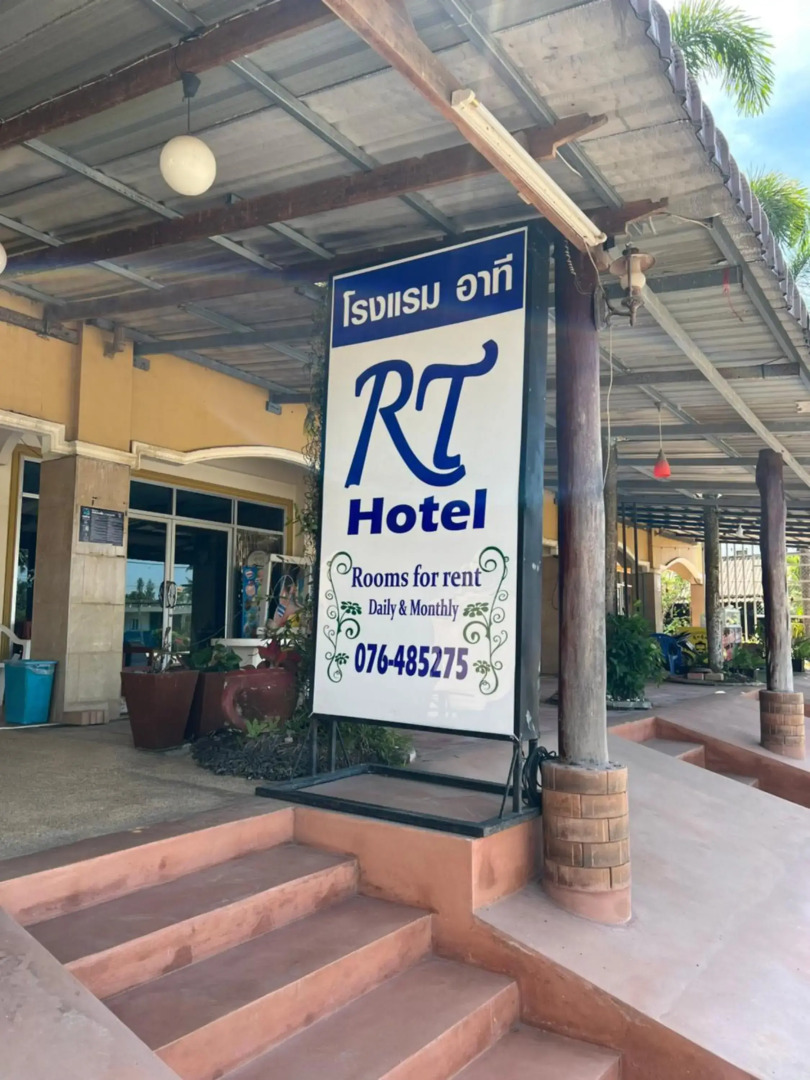 โรงแรม อาที
RT
Hotel
Rooms for rent
Daily & Monthly
076-485275